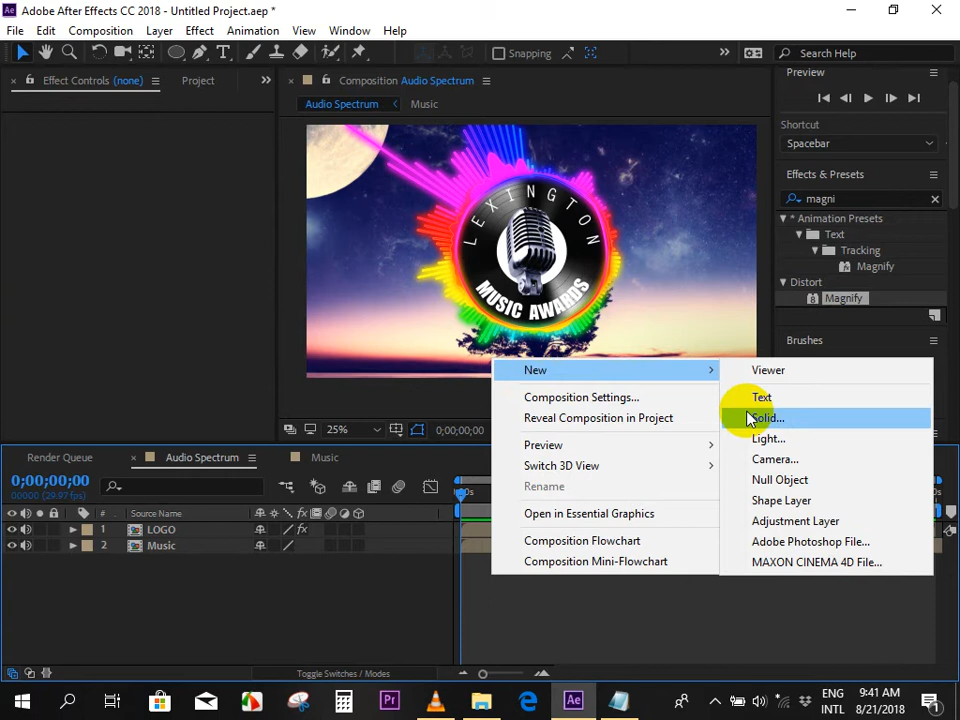 Adobe After Effects CC 2018 - Untitled Project.aep *
File Edit Composition Layer Effect Animation View Window Help
Snapping
Search Help
Effect Controls (none)
Project
Composition Audio Spectrum
Audio Spectrum
Music
Preview
Shortcut
Spacebar
Effects & Presets
magni
* Animation Presets
Text
Tracking
Magnify
Distort
Magnify
Brushes
LEXINGTON
MUSIC AWARDS
New
Composition Settings...
Reveal Composition in Project
Preview
Switch 3D View
Rename
Open in Essential Graphics
Composition Flowchart
Composition Mini-Flowchart
Viewer
Text
Solid...
Light...
Camera...
Null Object
Shape Layer
Adjustment Layer
Adobe Photoshop File...
MAXON CINEMA 4D File...
25%
0;00;00;00
Render Queue
Audio Spectrum
Music
0;00;00;00
00000 (29.97 fps)
# Source Name
1 LOGO
2 Music
Toggle Switches / Modes
ENG
INTL
9:41 AM
8/21/2018